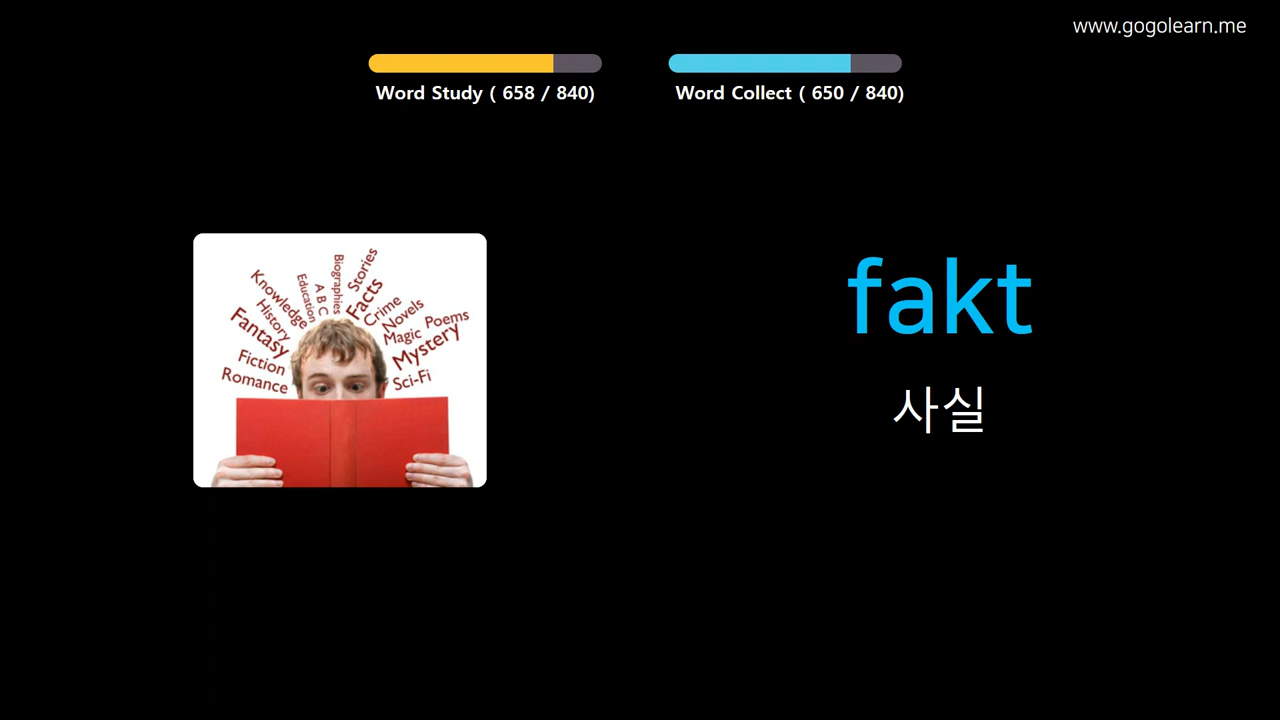 www.gogolearn.me
Word Study ( 658 / 840)
Word Collect ( 650 / 840)
Knowledge
History
Fantasy
Fiction
Romance
Education
A B C
Biographies
Stories
Facts
Crime
Novels
Magic
Poems
Mystery
Sci-Fi
fakt
사실